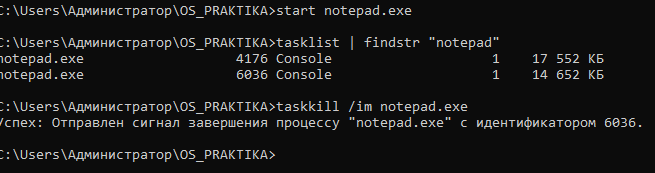 C:\Users\Администратор\OS_PRAKTIKA>start notepad.exe
C:\Users\Администратор\OS_PRAKTIKA>tasklist | findstr "notepad"
notepad.exe 4176 Console 1 17 552 КБ
notepad.exe 6036 Console 1 14 652 КБ
C:\Users\Администратор\OS_PRAKTIKA>taskkill /im notepad.exe
Успех: Отправлен сигнал завершения процессу "notepad.exe" с идентификатором 6036.
C:\Users\Администратор\OS_PRAKTIKA>